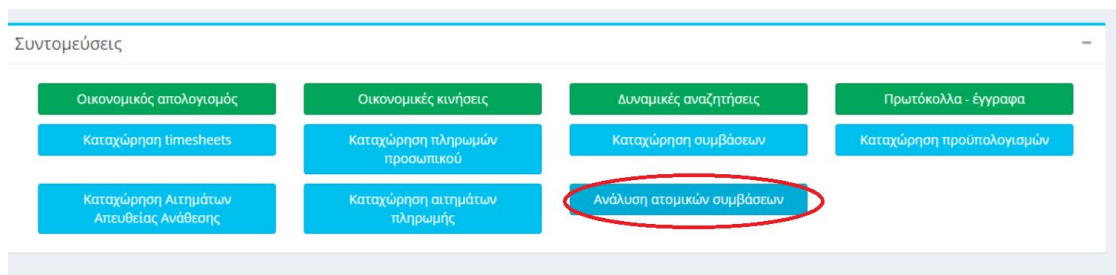 Συντομεύσεις
Οικονομικός απολογισμός
Οικονομικές κινήσεις
Δυναμικές αναζητήσεις
Πρωτόκολλα - έγγραφα
Καταχώρηση timesheets
Καταχώρηση πληρωμών
προσωπικού
Καταχώρηση συμβάσεων
Καταχώρηση προϋπολογισμών
Καταχώρηση Αιτημάτων
Απευθείας Ανάθεσης
Καταχώρηση αιτημάτων
πληρωμής
Ανάλυση ατομικών συμβάσεων